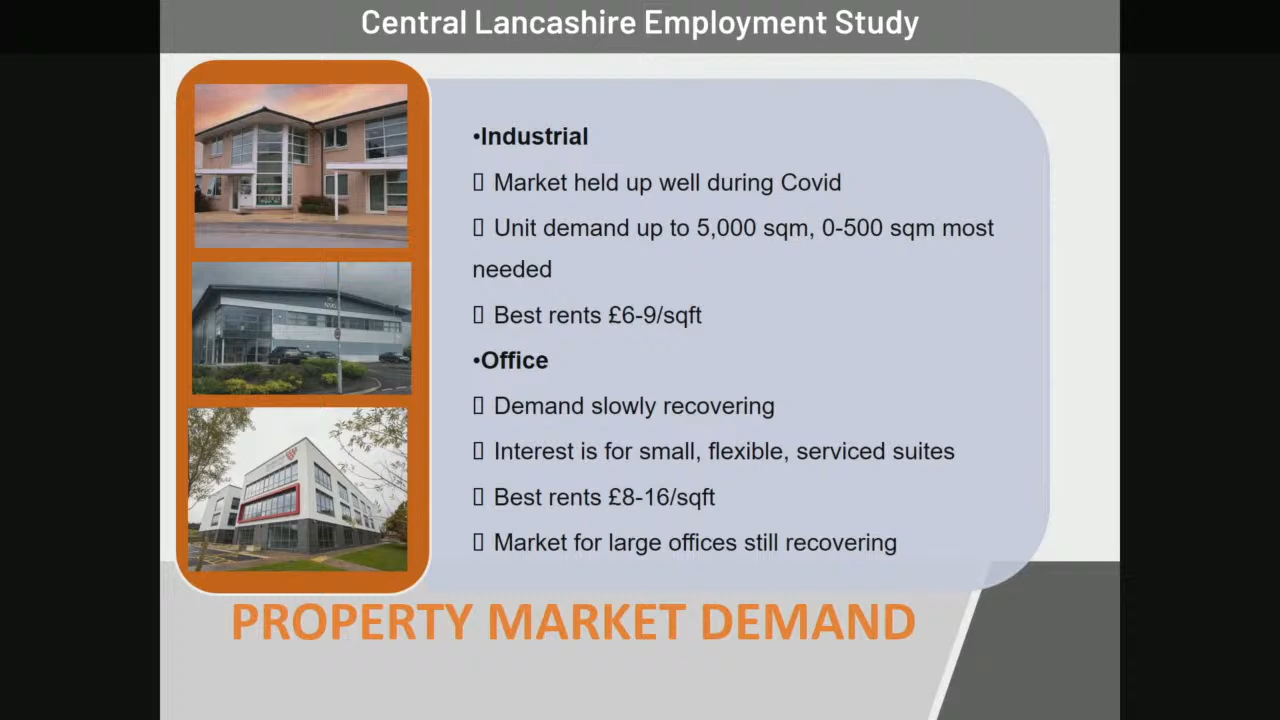 Central Lancashire Employment Study
•Industrial
▯ Market held up well during Covid
▯ Unit demand up to 5,000 sqm, 0-500 sqm most
needed
▯ Best rents £6-9/sqft
•Office
▯ Demand slowly recovering
▯ Interest is for small, flexible, serviced suites
▯ Best rents £8-16/sqft
▯ Market for large offices still recovering
PROPERTY MARKET DEMAND